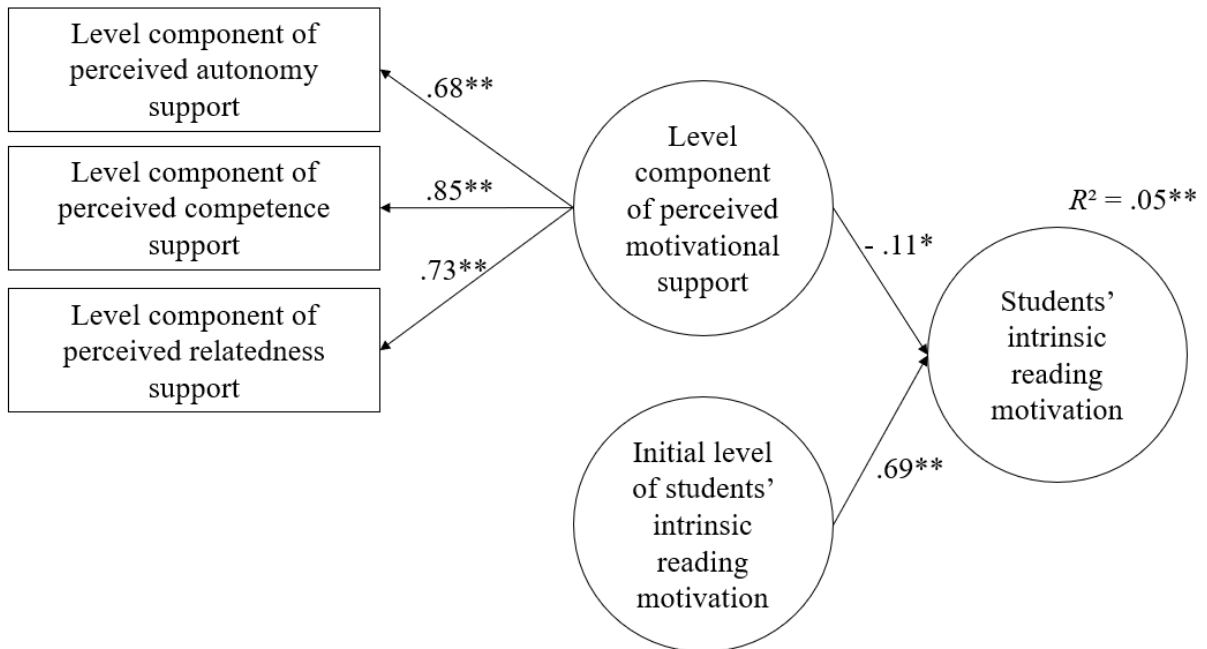 Level component of
perceived autonomy
support
.68**
Level component of
perceived competence
support
.85**
Level component of
perceived relatedness
support
.73**
Level
component
of perceived
motivational
support
- .11*
R² = .05**
Students’
intrinsic
reading
motivation
Initial level
of students’
intrinsic
reading
motivation
.69**